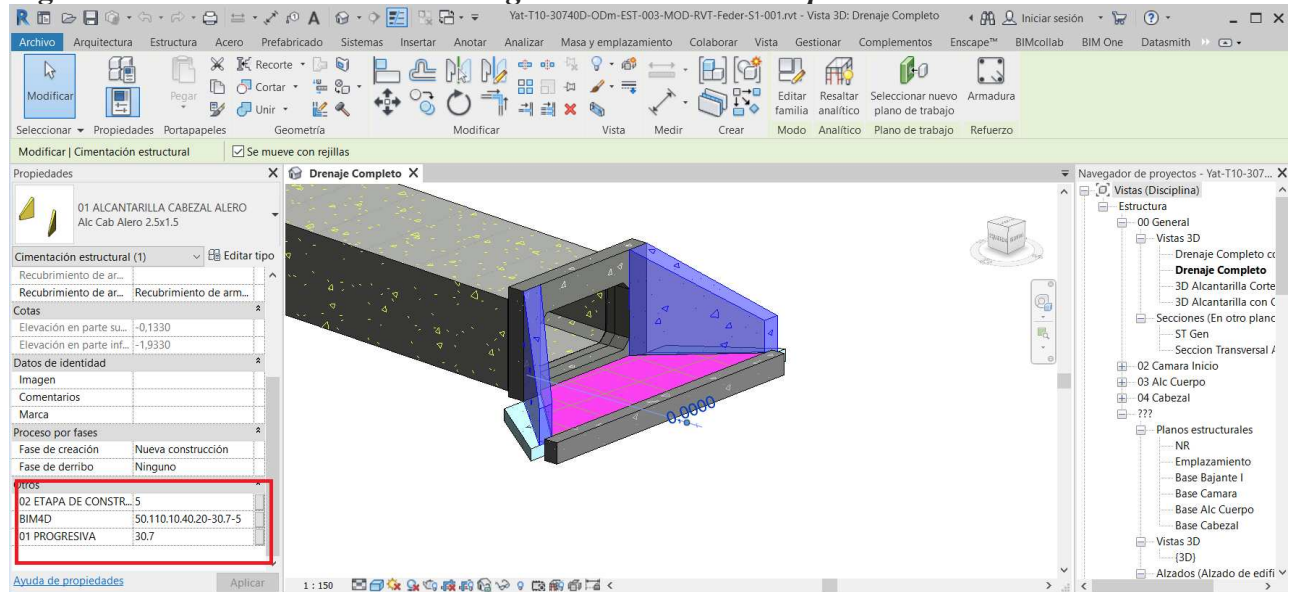 Yat-T10-30740D-ODm-EST-003-MOD-RVT-Feder-S1-001.rvt - Vista 3D: Drenaje Completo
Iniciar sesión
Archivo Arquitectura Estructura Acero Prefabricado Sistemas Insertar Anotar Analizar Masa y emplazamiento Colaborar Vista Gestionar Complementos Enscape™ BIMcollab BIM One Datasmith
Modificar
Pegar
Recorte
Cortar
Unir
Editar familia
Resaltar analítico
Seleccionar nuevo plano de trabajo
Armadura
Seleccionar Propiedades Portapapeles Geometría Modificar Vista Medir Crear Modo Analítico Plano de trabajo Refuerzo
Modificar | Cimentación estructural Se mueve con rejillas
Propiedades
01 ALCANTARILLA CABEZAL ALERO
Alc Cab Alero 2.5x1.5
Cimentación estructural (1) Editar tipo
Recubrimiento de ar...
Recubrimiento de ar... Recubrimiento de arm...
Cotas
Elevación en parte su... -0,1330
Elevación en parte inf... -1,9330
Datos de identidad
Imagen
Comentarios
Marca
Proceso por fases
Fase de creación Nueva construcción
Fase de derribo Ninguno
Otros
02 ETAPA DE CONSTR... 5
BIM4D 50.110.10.40.20-30.7-5
01 PROGRESIVA 30.7
Ayuda de propiedades Aplicar
Drenaje Completo
0,0000
1 : 150
Navegador de proyectos - Yat-T10-307...
Vistas (Disciplina)
Estructura
00 General
Vistas 3D
Drenaje Completo co
Drenaje Completo
3D Alcantarilla Corte
3D Alcantarilla con C
Secciones (En otro plano
ST Gen
Seccion Transversal A
02 Camara Inicio
03 Alc Cuerpo
04 Cabezal
???
Planos estructurales
NR
Emplazamiento
Base Bajante I
Base Camara
Base Alc Cuerpo
Base Cabezal
Vistas 3D
{3D}
Alzados (Alzado de edifi